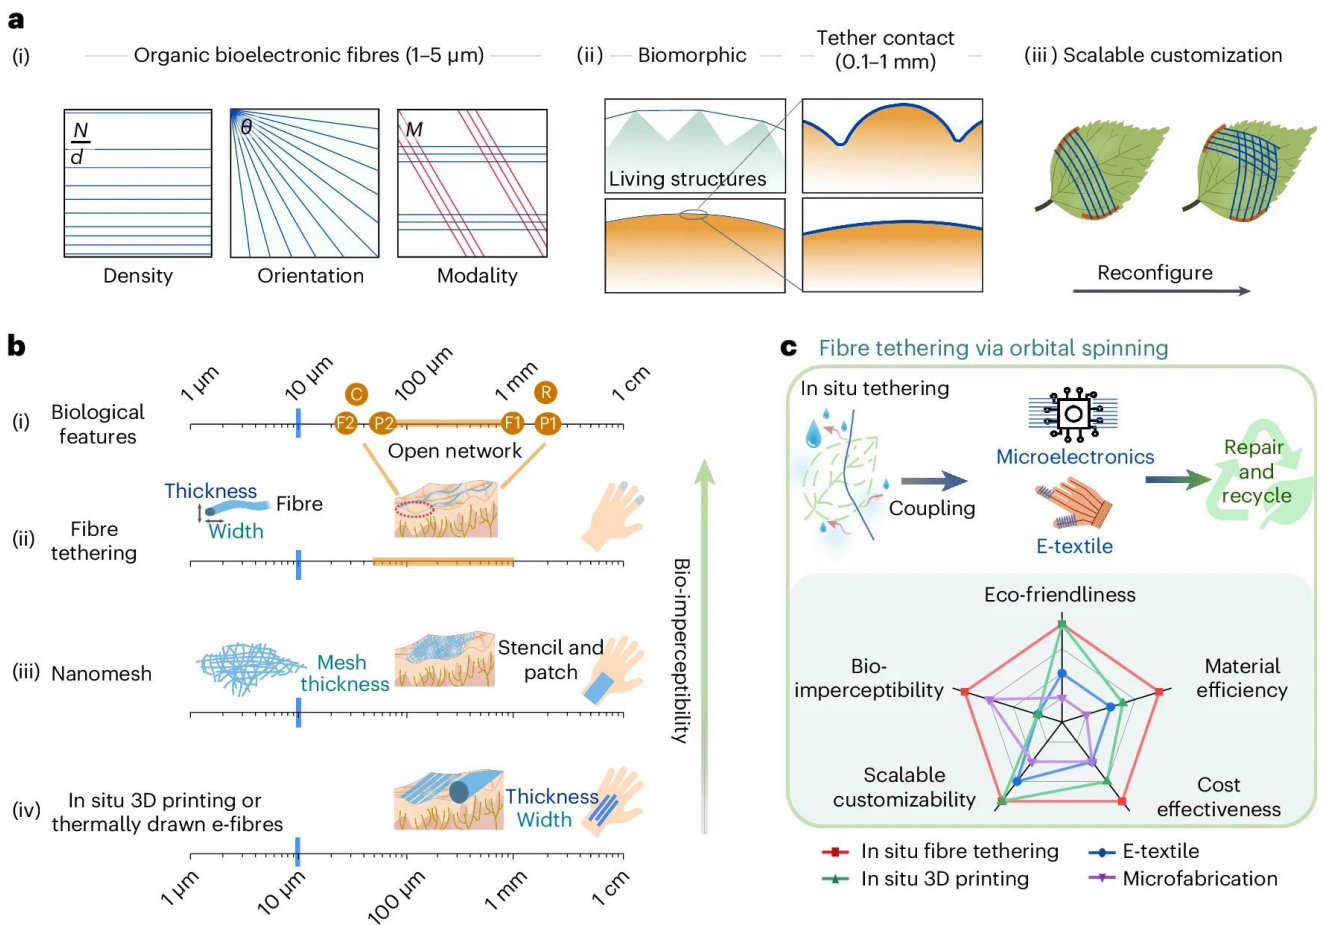 a
(i)
Organic bioelectronic fibres (1–5 µm)
N
d
θ
M
Density
Orientation
Modality
(ii)
Biomorphic
Tether contact
(0.1–1 mm)
Living structures
(iii) Scalable customization
Reconfigure
b
1 µm
10 µm
100 µm
1 mm
1 cm
(i)
Biological
features
C
R
F2
P2
F1
P1
Open network
(ii)
Fibre
tethering
Thickness
Fibre
Width
(iii)
Nanomesh
Mesh
thickness
Stencil and
patch
(iv)
In situ 3D printing or
thermally drawn e-fibres
Thickness
Width
1 µm
10 µm
100 µm
1 mm
1 cm
Bio-imperceptibility
c
Fibre tethering via orbital spinning
In situ tethering
Coupling
Microelectronics
E-textile
Repair
and
recycle
Eco-friendliness
Bio-
imperceptibility
Material
efficiency
Scalable
customizability
Cost
effectiveness
In situ fibre tethering
E-textile
In situ 3D printing
Microfabrication